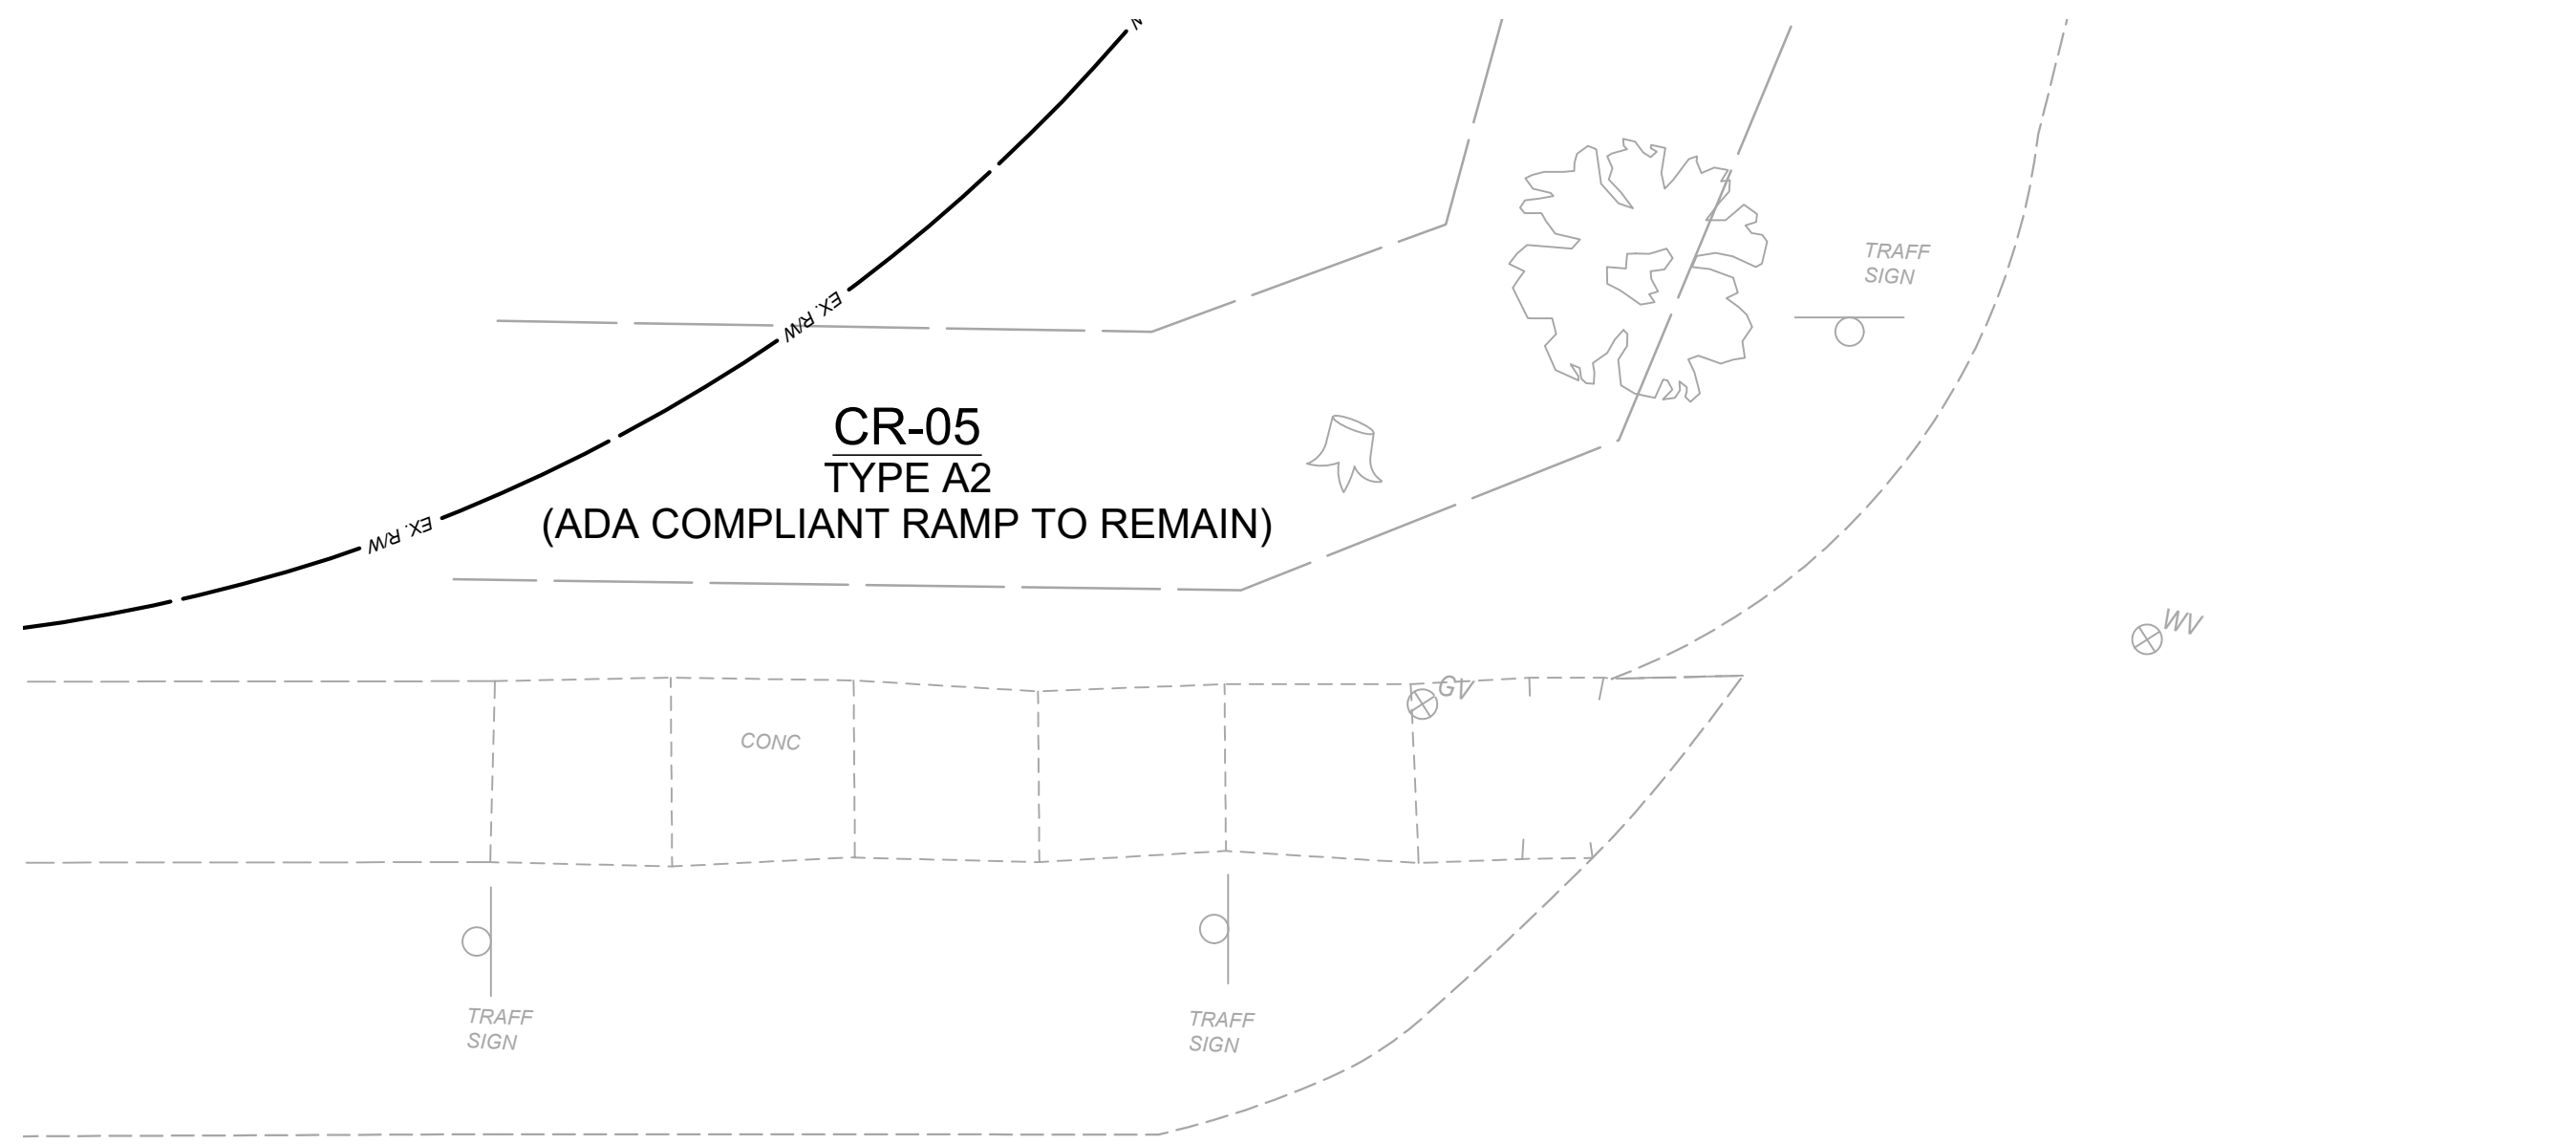 TRAFF
SIGN
EX. R/W
CR-05
TYPE A2
(ADA COMPLIANT RAMP TO REMAIN)
EX. R/W
WV
GV
CONC
TRAFF
SIGN
TRAFF
SIGN